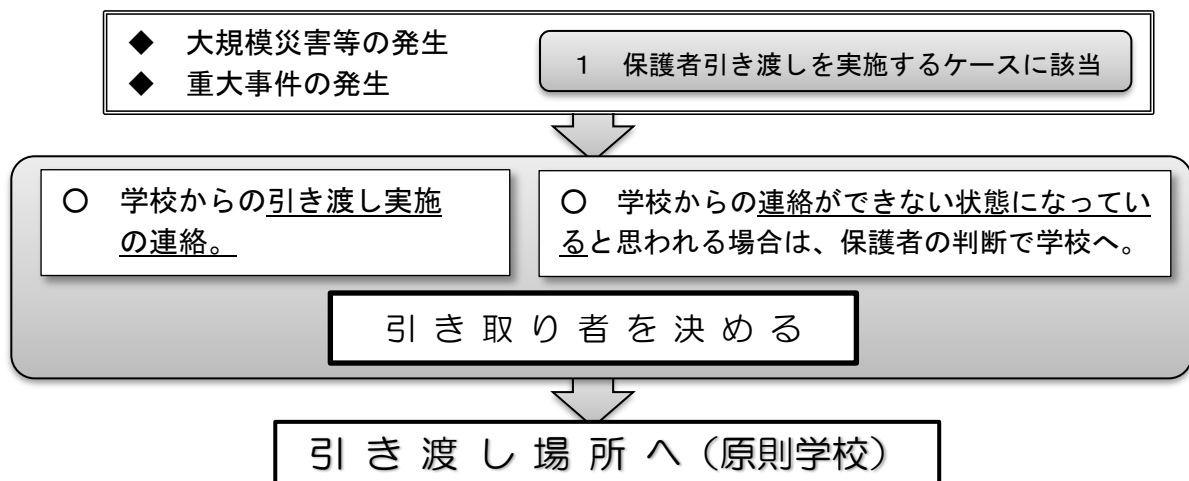 ◆ 大規模災害等の発生
◆ 重大事件の発生
1 保護者引き渡しを実施するケースに該当
○ 学校からの引き渡し実施
の連絡。
○ 学校からの連絡ができない状態になってい
ると思われる場合は、保護者の判断で学校へ。
引き取り者を決める
引き渡し場所へ（原則学校）